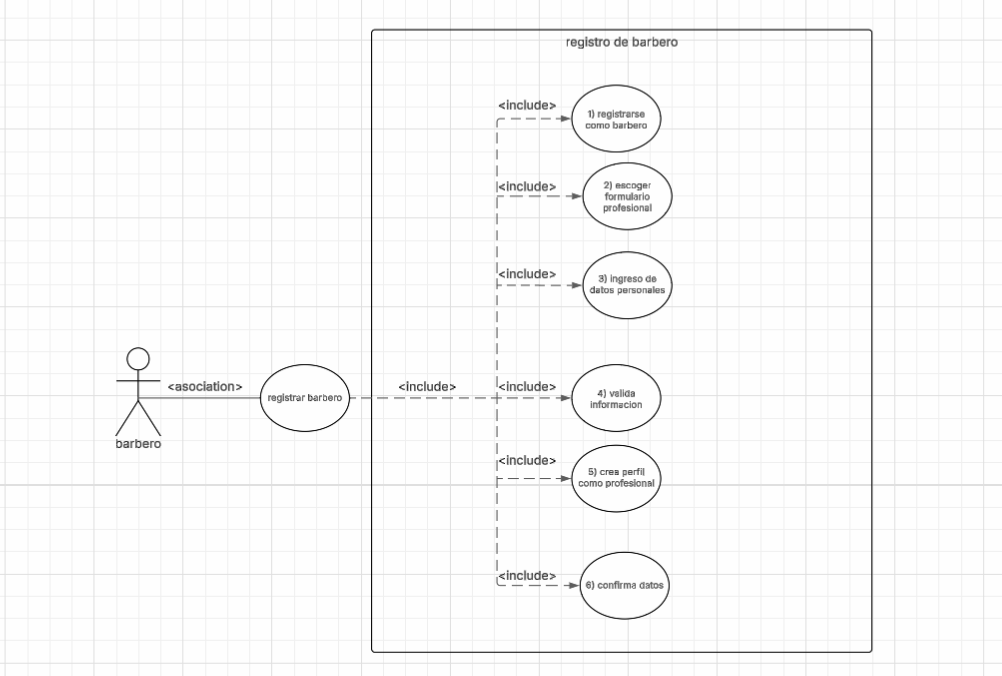 registro de barbero
<include>
1) registrarse
como barbero
<include>
2) escoger
formulario
profesional
<include>
3) ingreso de
datos personales
<asociation>
registrar barbero
<include>
<include>
4) valida
informacion
barbero
<include>
5) crea perfil
como profesional
<include>
6) confirma datos